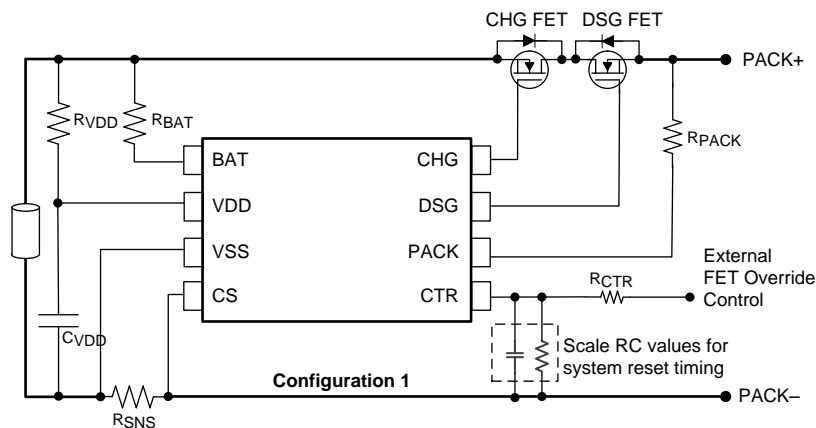 CHG FET DSG FET
PACK+
RVDD
RBAT
RPACK
BAT CHG
VDD DSG
VSS PACK
CS CTR
RCTR
External
FET Override
Control
CVDD
Scale RC values for
system reset timing
Configuration 1
PACK–
RSNS